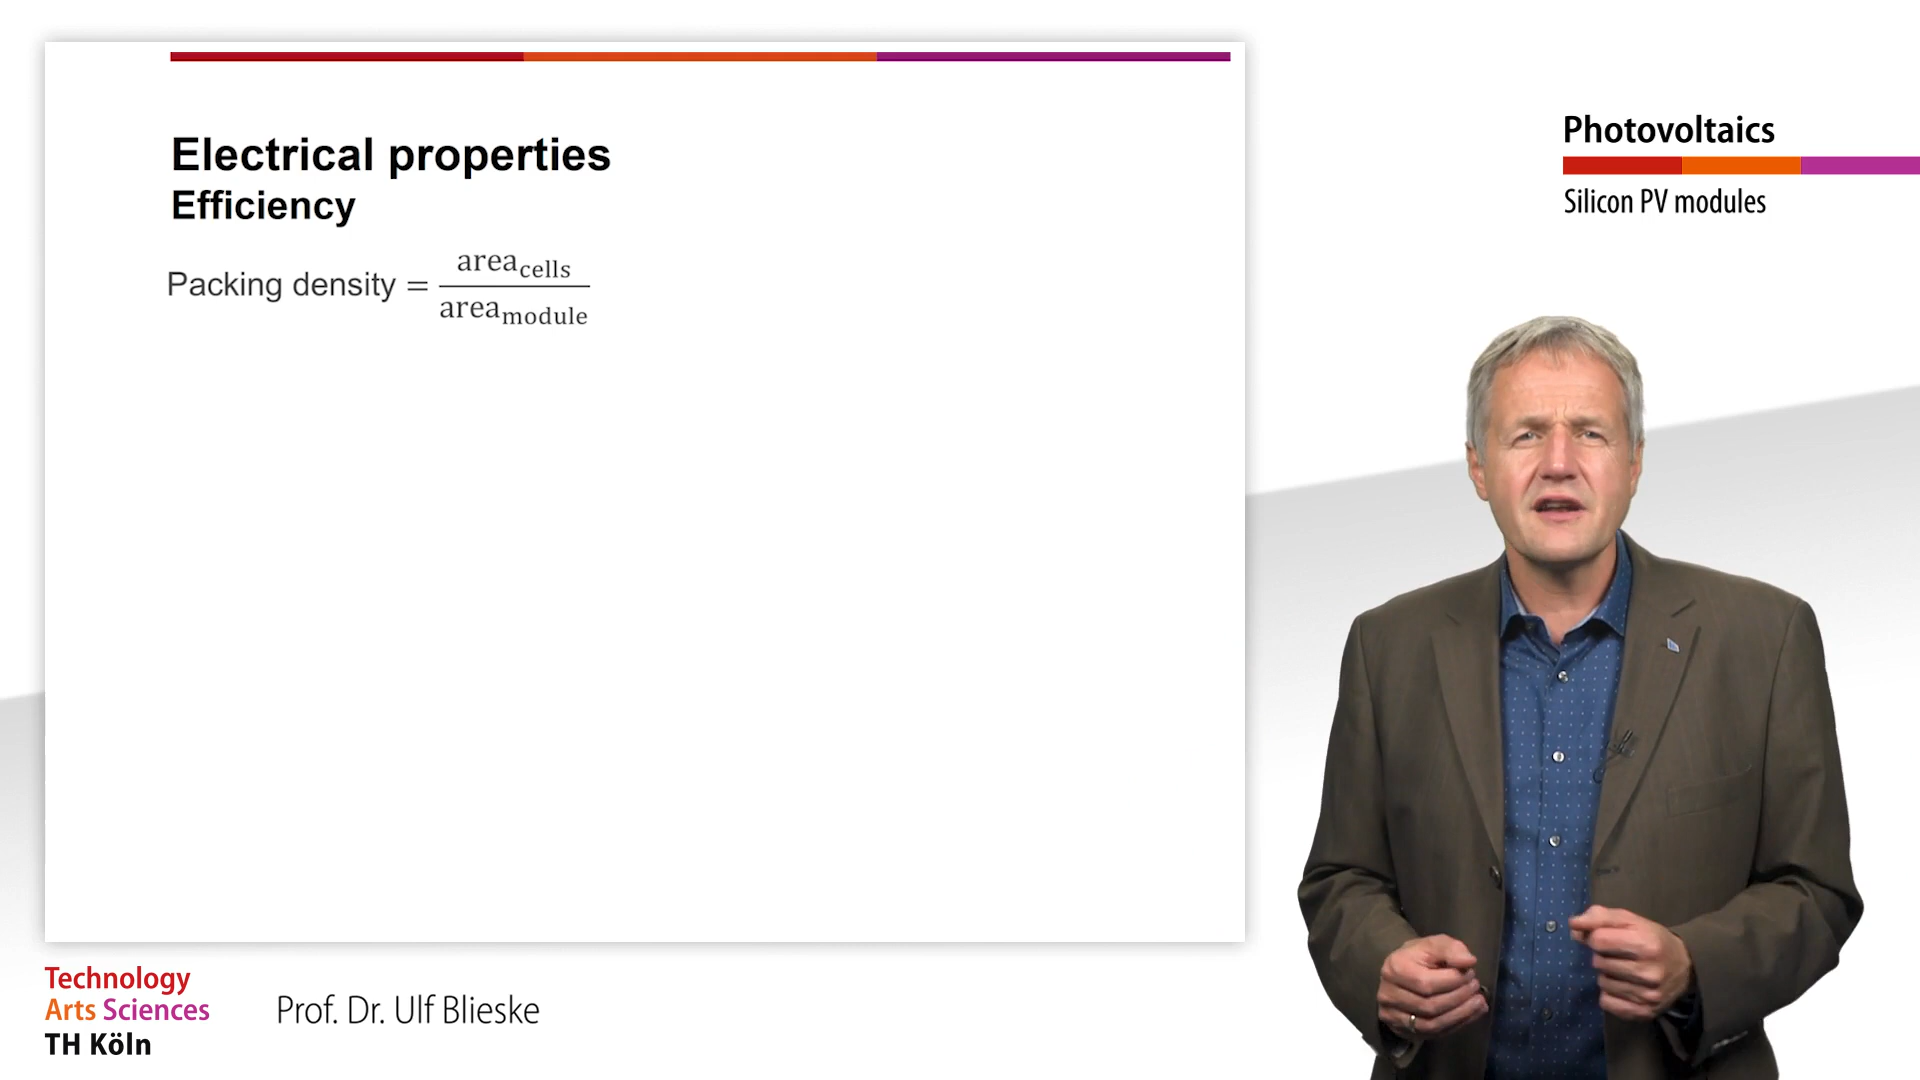 Electrical properties
Efficiency
Packing density = area_cells / area_module
Photovoltaics
Silicon PV modules
Technology
Arts Sciences
TH Köln
Prof. Dr. Ulf Blieske